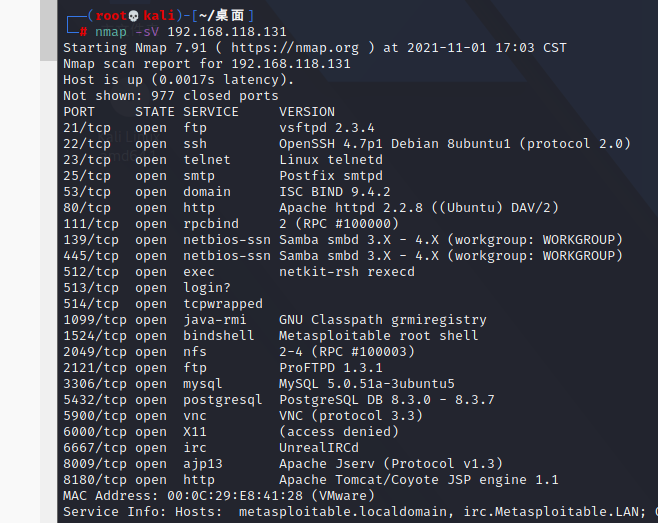 (root💀kali)-[~/桌面]
# nmap -sV 192.168.118.131
Starting Nmap 7.91 ( https://nmap.org ) at 2021-11-01 17:03 CST
Nmap scan report for 192.168.118.131
Host is up (0.0017s latency).
Not shown: 977 closed ports
PORT     STATE SERVICE     VERSION
21/tcp   open  ftp         vsftpd 2.3.4
22/tcp   open  ssh         OpenSSH 4.7p1 Debian 8ubuntu1 (protocol 2.0)
23/tcp   open  telnet      Linux telnetd
25/tcp   open  smtp        Postfix smtpd
53/tcp   open  domain      ISC BIND 9.4.2
80/tcp   open  http        Apache httpd 2.2.8 ((Ubuntu) DAV/2)
111/tcp  open  rpcbind     2 (RPC #100000)
139/tcp  open  netbios-ssn Samba smbd 3.X - 4.X (workgroup: WORKGROUP)
445/tcp  open  netbios-ssn Samba smbd 3.X - 4.X (workgroup: WORKGROUP)
512/tcp  open  exec        netkit-rsh rexecd
513/tcp  open  login?
514/tcp  open  tcpwrapped
1099/tcp open  java-rmi    GNU Classpath grmiregistry
1524/tcp open  bindshell   Metasploitable root shell
2049/tcp open  nfs         2-4 (RPC #100003)
2121/tcp open  ftp         ProFTPD 1.3.1
3306/tcp open  mysql       MySQL 5.0.51a-3ubuntu5
5432/tcp open  postgresql  PostgreSQL DB 8.3.0 - 8.3.7
5900/tcp open  vnc         VNC (protocol 3.3)
6000/tcp open  X11         (access denied)
6667/tcp open  irc         UnrealIRCd
8009/tcp open  ajp13       Apache Jserv (Protocol v1.3)
8180/tcp open  http        Apache Tomcat/Coyote JSP engine 1.1
MAC Address: 00:0C:29:E8:41:28 (VMware)
Service Info: Hosts:  metasploitable.localdomain, irc.Metasploitable.LAN;